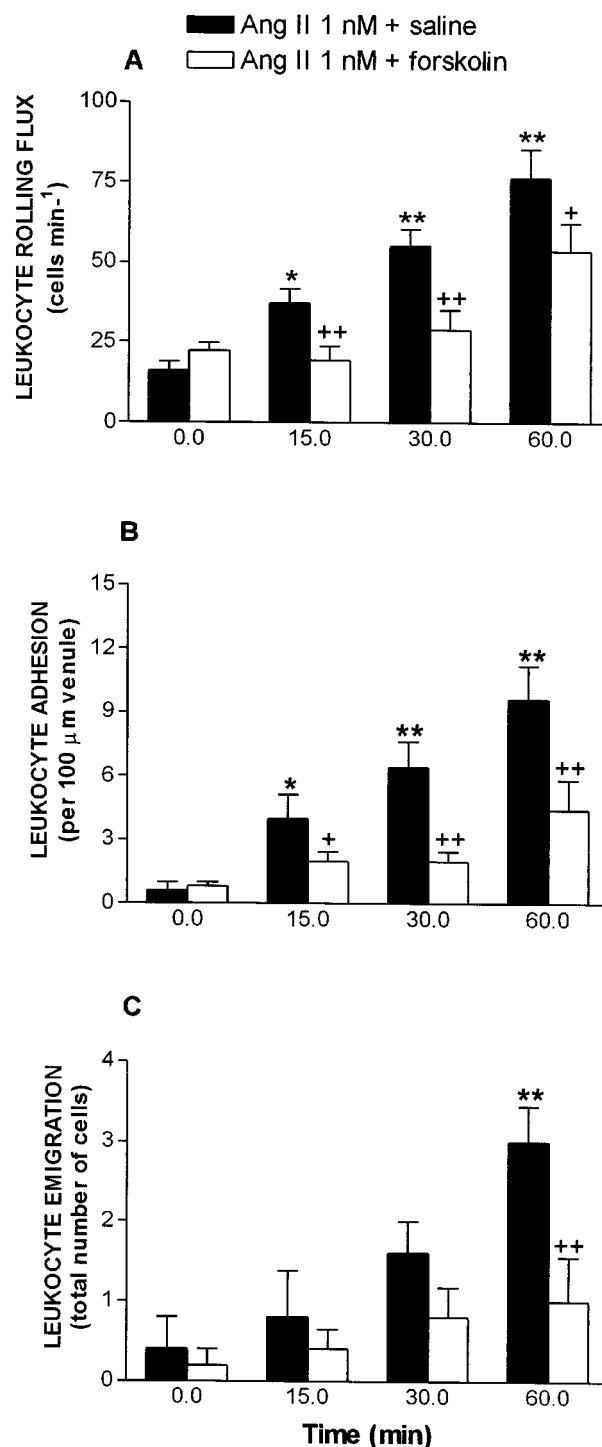 Ang II 1 nM + saline
Ang II 1 nM + forskolin
A
LEUKOCYTE ROLLING FLUX
(cells min-1)
100
75
50
25
0
* ** **
++ ++ +
0.0 15.0 30.0 60.0
B
LEUKOCYTE ADHESION
(per 100 μm venule)
15
12
9
6
3
0
* ** **
+ ++ ++
0.0 15.0 30.0 60.0
C
LEUKOCYTE EMIGRATION
(total number of cells)
4
3
2
1
0
**
++
0.0 15.0 30.0 60.0
Time (min)